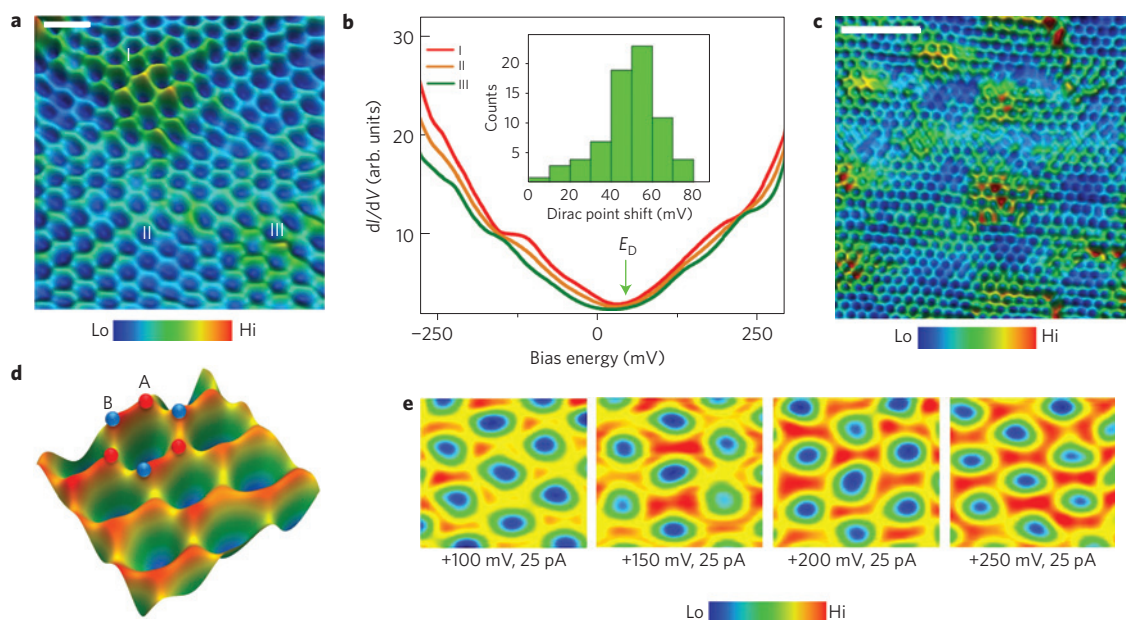 a
I
II
III
Lo Hi
b
30
20
10
dI/dV (arb. units)
I
II
III
20
15
10
5
Counts
0 20 40 60 80
Dirac point shift (mV)
E_D
−250 0 250
Bias energy (mV)
c
Lo Hi
d
A
B
e
+100 mV, 25 pA +150 mV, 25 pA +200 mV, 25 pA +250 mV, 25 pA
Lo Hi